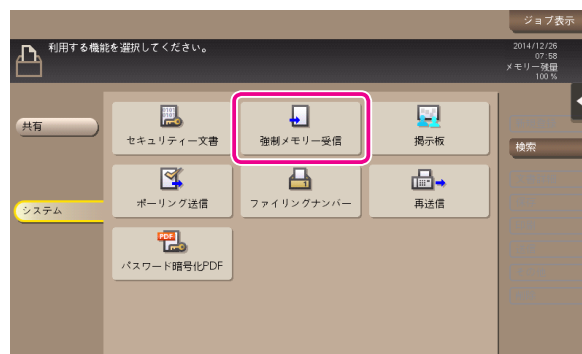 ジョブ表示
利用する機能を選択してください。
2014/12/26
07:58
メモリー残量
100 %
共有
システム
セキュリティー文書
強制メモリー受信
掲示板
ポーリング送信
ファイリングナンバー
再送信
PDF
パスワード暗号化PDF
検索